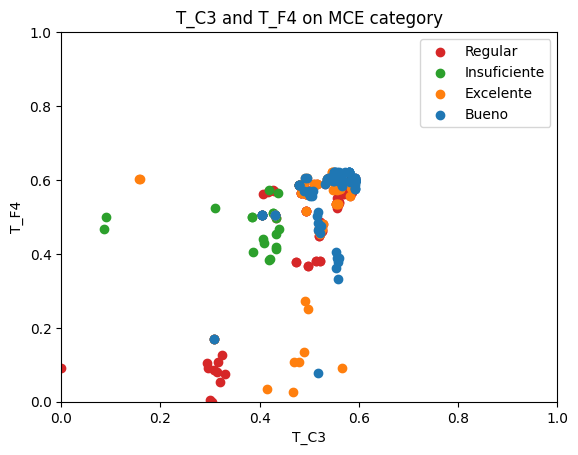 T_C3 and T_F4 on MCE category
1.0
0.8
0.6
0.4
0.2
0.0
T_F4
Regular
Insuficiente
Excelente
Bueno
0.0 0.2 0.4 0.6 0.8 1.0
T_C3